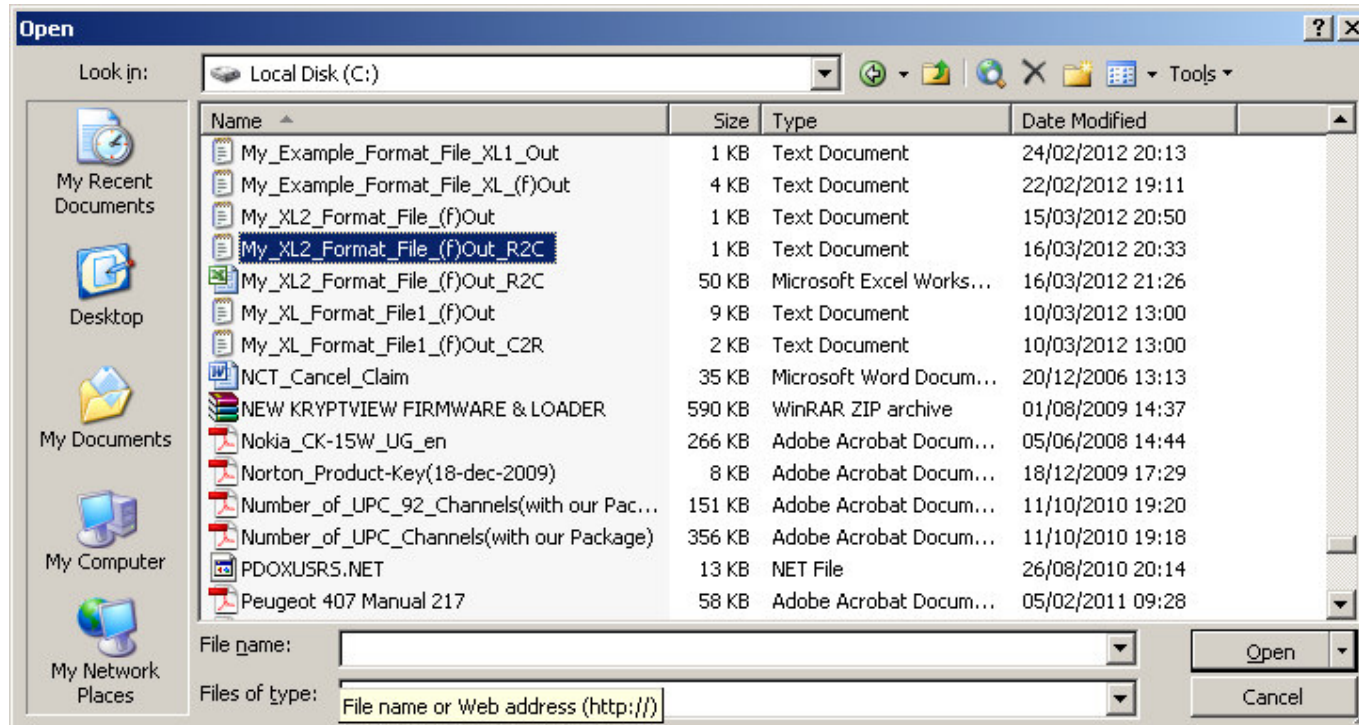 Open
Look in:
Local Disk (C:)
Tools
My Recent
Documents
Desktop
My Documents
My Computer
My Network
Places
Name Size Type Date Modified
My_Example_Format_File_XL1_Out 1 KB Text Document 24/02/2012 20:13
My_Example_Format_File_XL_(f)Out 4 KB Text Document 22/02/2012 19:11
My_XL2_Format_File_(f)Out 1 KB Text Document 15/03/2012 20:50
My_XL2_Format_File_(f)Out_R2C 1 KB Text Document 16/03/2012 20:33
My_XL2_Format_File_(f)Out_R2C 50 KB Microsoft Excel Works... 16/03/2012 21:26
My_XL_Format_File1_(f)Out 9 KB Text Document 10/03/2012 13:00
My_XL_Format_File1_(f)Out_C2R 2 KB Text Document 10/03/2012 13:00
NCT_Cancel_Claim 35 KB Microsoft Word Docum... 20/12/2006 13:13
NEW KRYPTVIEW FIRMWARE & LOADER 590 KB WinRAR ZIP archive 01/08/2009 14:37
Nokia_CK-15W_UG_en 266 KB Adobe Acrobat Docum... 05/06/2008 14:44
Norton_Product-Key(18-dec-2009) 8 KB Adobe Acrobat Docum... 18/12/2009 17:29
Number_of_UPC_92_Channels(with our Pac... 151 KB Adobe Acrobat Docum... 11/10/2010 19:20
Number_of_UPC_Channels(with our Package) 356 KB Adobe Acrobat Docum... 11/10/2010 19:18
PDOXUSRS.NET 13 KB NET File 26/08/2010 20:14
Peugeot 407 Manual 217 58 KB Adobe Acrobat Docum... 05/02/2011 09:28
File name:
Open
Files of type:
File name or Web address (http://)
Cancel